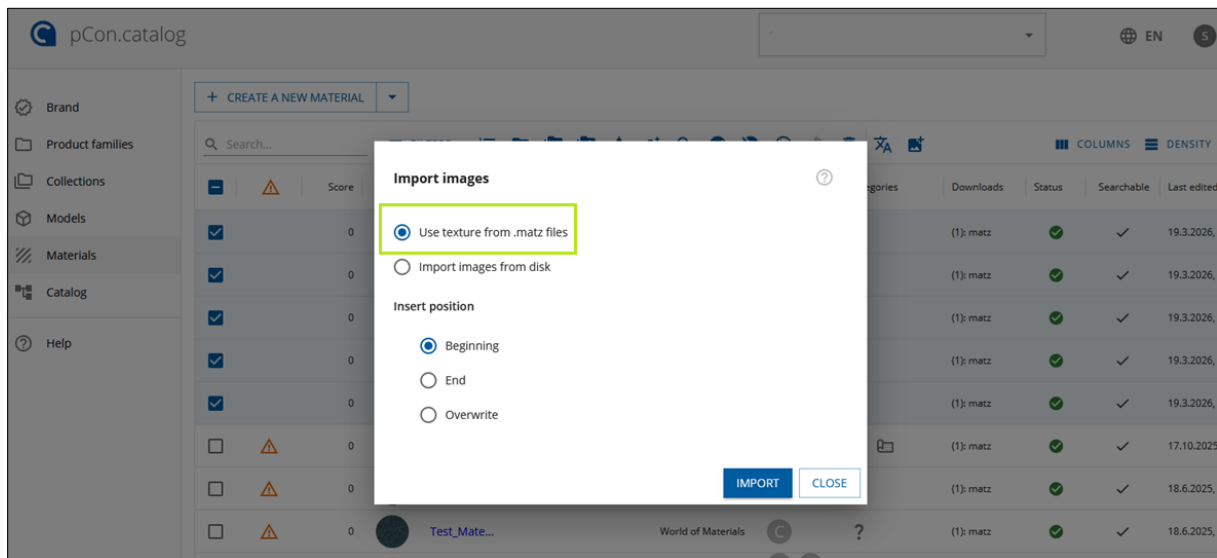 pCon.catalog
EN
S
Brand
Product families
Collections
Models
Materials
Catalog
Help
+ CREATE A NEW MATERIAL
Search...
COLUMNS
DENSITY
Score
Downloads
Status
Searchable
Last edited
0
(1): matz
19.3.2026,
0
(1): matz
19.3.2026,
0
(1): matz
19.3.2026,
0
(1): matz
19.3.2026,
0
(1): matz
19.3.2026,
0
(1): matz
17.10.2025
0
(1): matz
18.6.2025,
0
Test_Mate...
World of Materials
C
?
(1): matz
18.6.2025,
Import images
?
Use texture from .matz files
Import images from disk
Insert position
Beginning
End
Overwrite
IMPORT
CLOSE